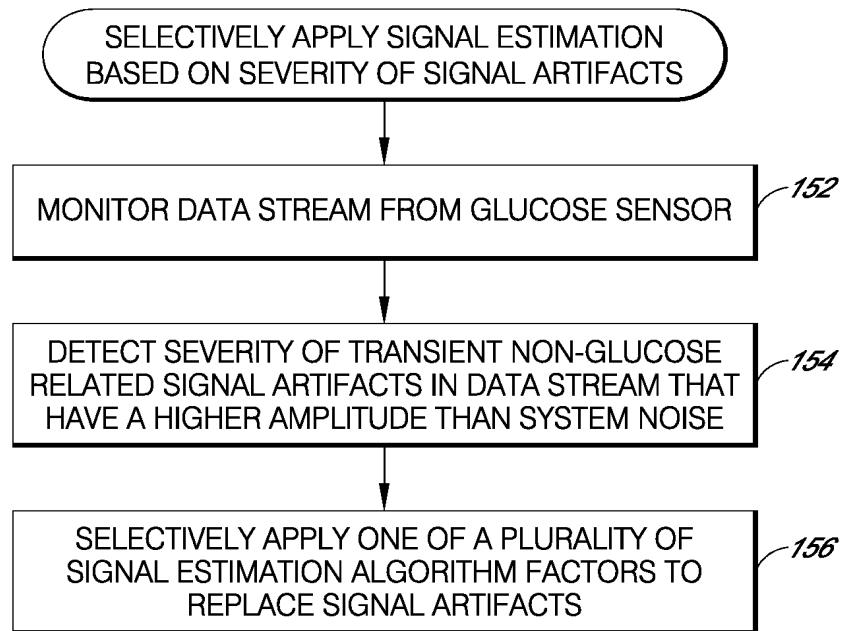 SELECTIVELY APPLY SIGNAL ESTIMATION
BASED ON SEVERITY OF SIGNAL ARTIFACTS
MONITOR DATA STREAM FROM GLUCOSE SENSOR
152
DETECT SEVERITY OF TRANSIENT NON-GLUCOSE
RELATED SIGNAL ARTIFACTS IN DATA STREAM THAT
HAVE A HIGHER AMPLITUDE THAN SYSTEM NOISE
154
SELECTIVELY APPLY ONE OF A PLURALITY OF
SIGNAL ESTIMATION ALGORITHM FACTORS TO
REPLACE SIGNAL ARTIFACTS
156